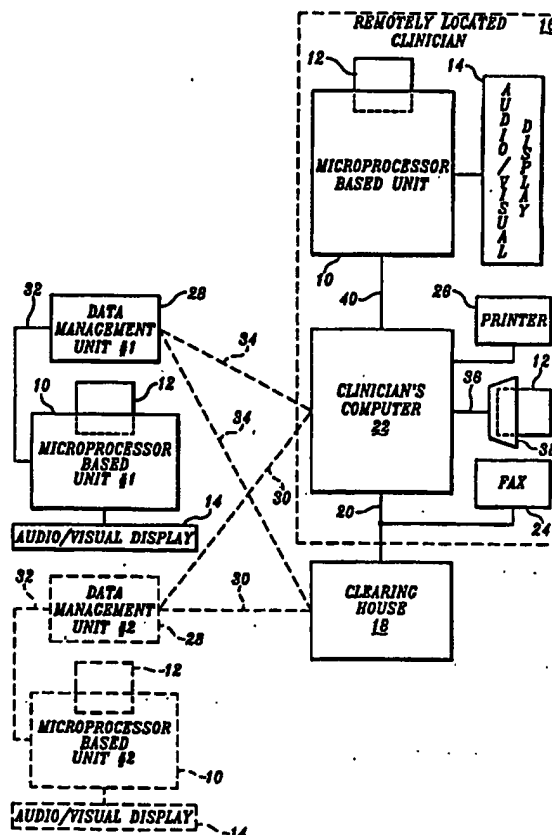 REMOTELY LOCATED
CLINICIAN
12
14
MICROPROCESSOR
BASED UNIT
AUDIO/VISUAL
DISPLAY
10
40
26
PRINTER
32
28
DATA
MANAGEMENT
UNIT #1
34
10
12
MICROPROCESSOR
BASED
UNIT #1
34
30
CLINICIAN'S
COMPUTER
22
36
12
38
FAX
24
20
14
AUDIO/VISUAL DISPLAY
32
DATA
MANAGEMENT
UNIT #2
28
30
CLEARING
HOUSE
18
12
MICROPROCESSOR
BASED
UNIT #2
10
AUDIO/VISUAL DISPLAY
14